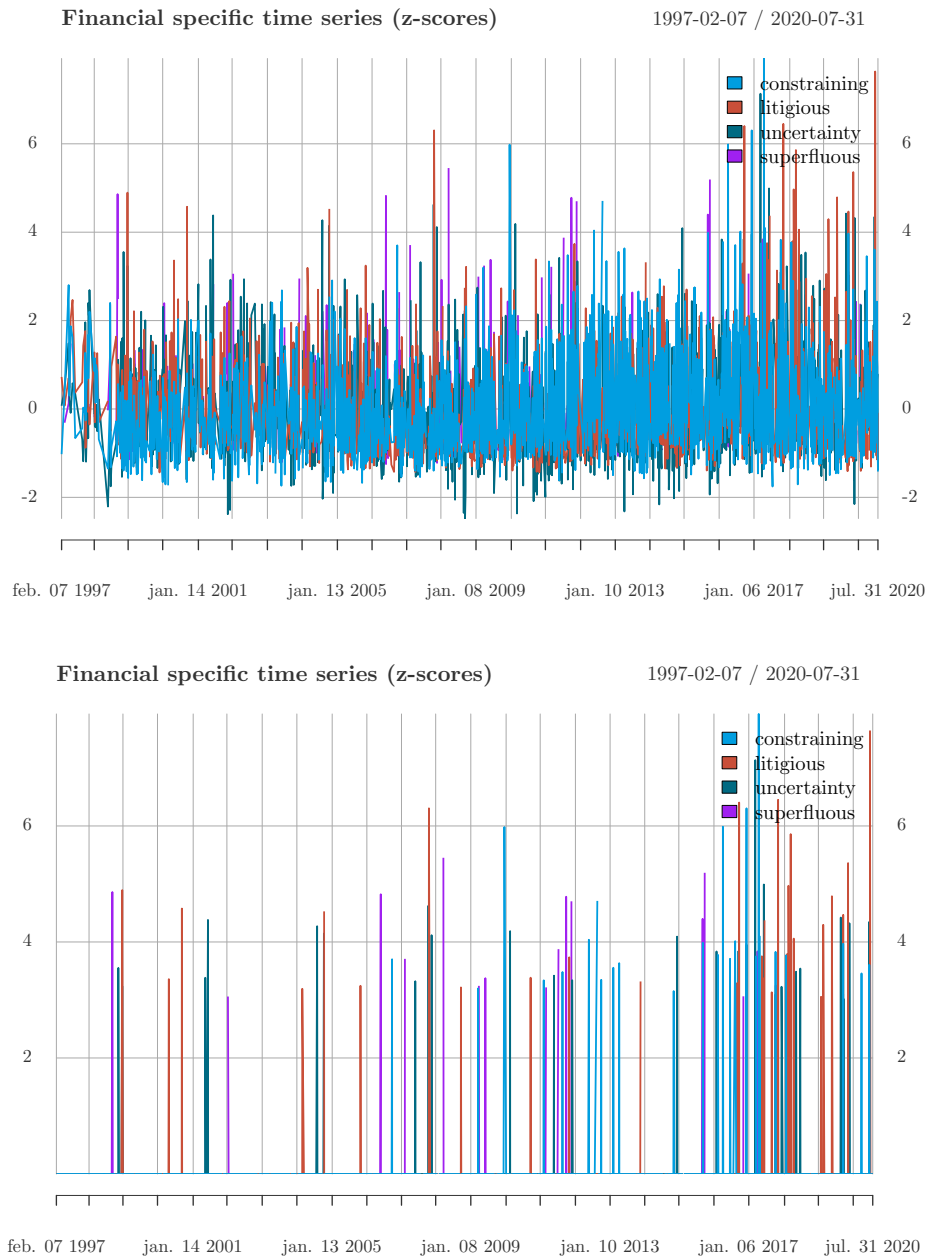 Financial specific time series (z-scores) 1997-02-07 / 2020-07-31
constraining
litigious
uncertainty
superfluous
6 6
4 4
2 2
0 0
-2 -2
feb. 07 1997 jan. 14 2001 jan. 13 2005 jan. 08 2009 jan. 10 2013 jan. 06 2017 jul. 31 2020
Financial specific time series (z-scores) 1997-02-07 / 2020-07-31
constraining
litigious
uncertainty
superfluous
6 6
4 4
2 2
feb. 07 1997 jan. 14 2001 jan. 13 2005 jan. 08 2009 jan. 10 2013 jan. 06 2017 jul. 31 2020